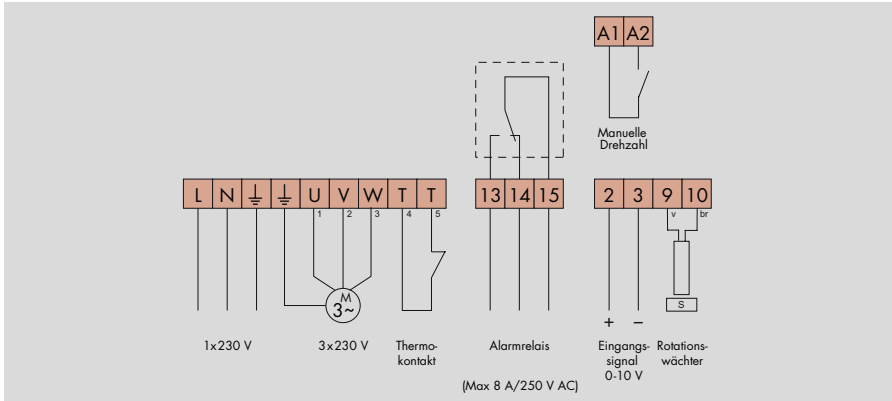 A1 A2
Manuelle
Drehzahl
L N U V W T T
1 2 3 4 5
13 14 15
2 3 9 10
v br
M
3~
S
+ −
1x230 V
3x230 V
Thermo-
kontakt
Alarmrelais
(Max 8 A/250 V AC)
Eingangs-
signal
0-10 V
Rotations-
wächter